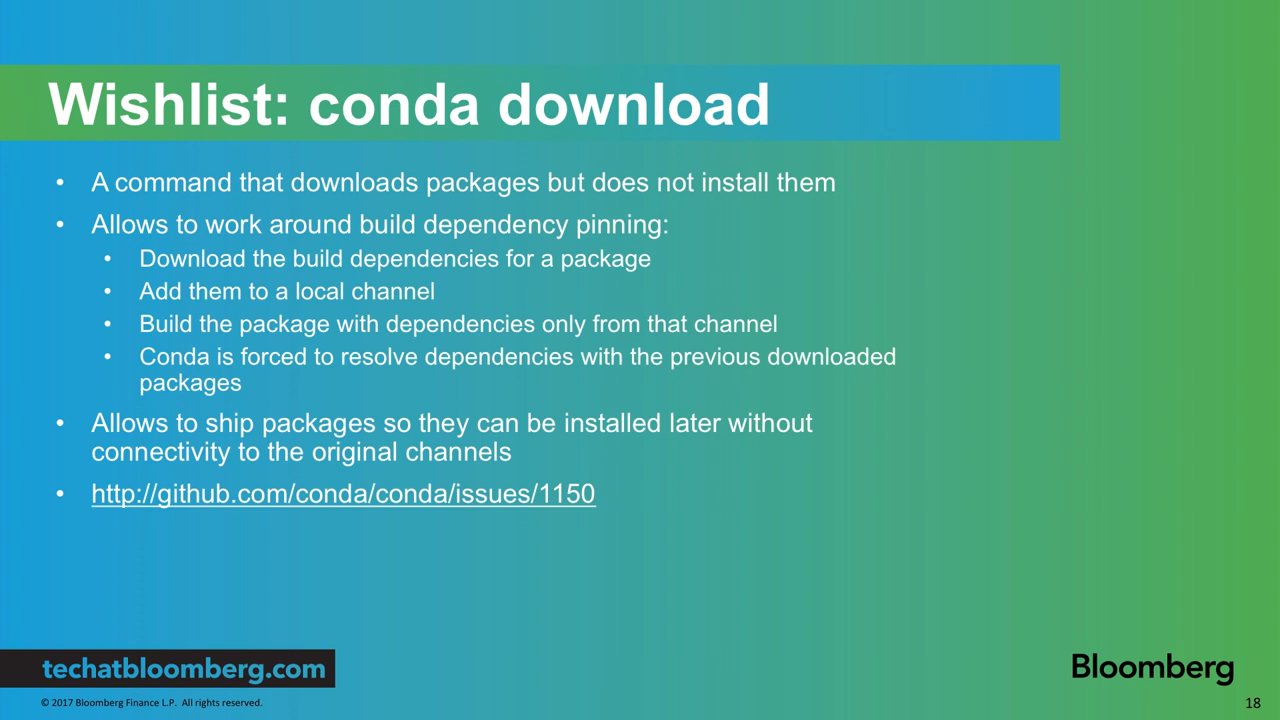 Wishlist: conda download
• A command that downloads packages but does not install them
• Allows to work around build dependency pinning:
• Download the build dependencies for a package
• Add them to a local channel
• Build the package with dependencies only from that channel
• Conda is forced to resolve dependencies with the previous downloaded
packages
• Allows to ship packages so they can be installed later without
connectivity to the original channels
• http://github.com/conda/conda/issues/1150
techatbloomberg.com
Bloomberg
© 2017 Bloomberg Finance L.P. All rights reserved.
18